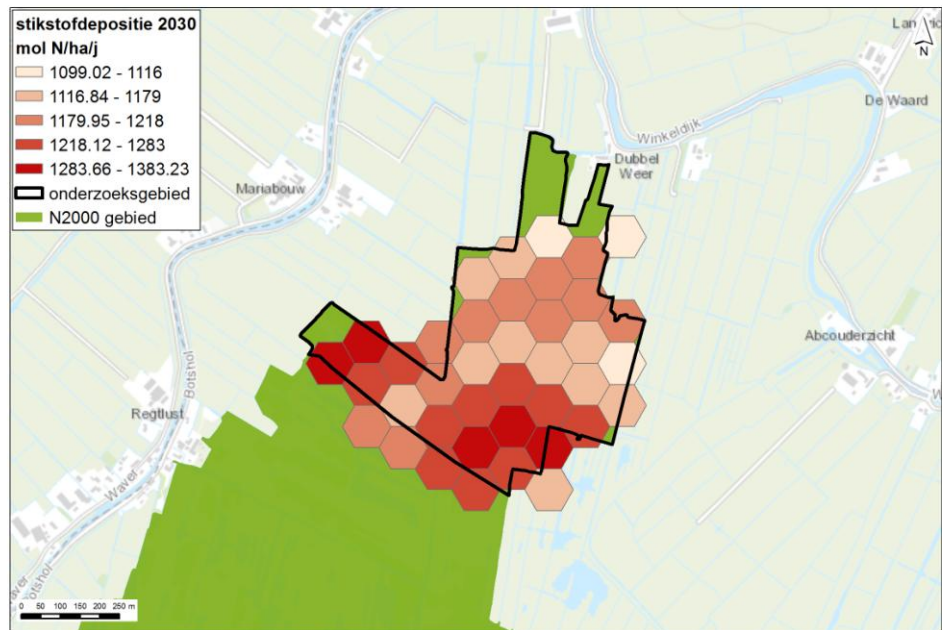 stikstofdepositie 2030
mol N/ha/j
1099.02 - 1116
1116.84 - 1179
1179.95 - 1218
1218.12 - 1283
1283.66 - 1383.23
onderzoeksgebied
N2000 gebied
N
De Waard
Winkeldijk
Dubbel
Weer
Mariabouw
Abcouderzicht
Botshol
Regtlust
Waver
Botshol
0 50 100 150 200 250 m